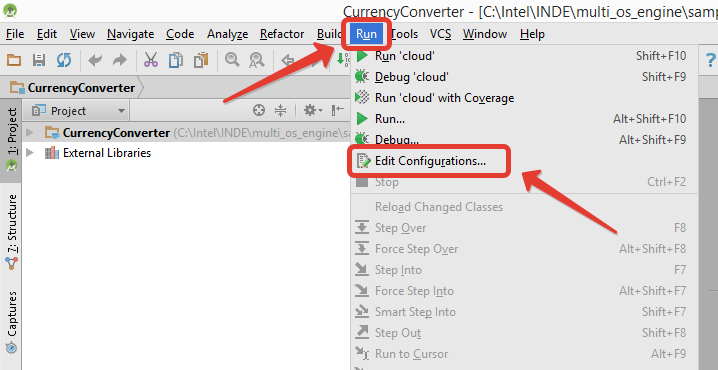 CurrencyConverter - [C:\Intel\INDE\multi_os_engine\samp
File Edit View Navigate Code Analyze Refactor Build Run Tools VCS Window Help
CurrencyConverter
Project
CurrencyConverter (C:\Intel\INDE\multi_os_engine\sa
External Libraries
1: Project
7: Structure
Captures
Run 'cloud' Shift+F10
Debug 'cloud' Shift+F9
Run 'cloud' with Coverage
Run... Alt+Shift+F10
Debug... Alt+Shift+F9
Edit Configurations...
Stop Ctrl+F2
Reload Changed Classes
Step Over F8
Force Step Over Alt+Shift+F8
Step Into F7
Force Step Into Alt+Shift+F7
Smart Step Into Shift+F7
Step Out Shift+F8
Run to Cursor Alt+F9